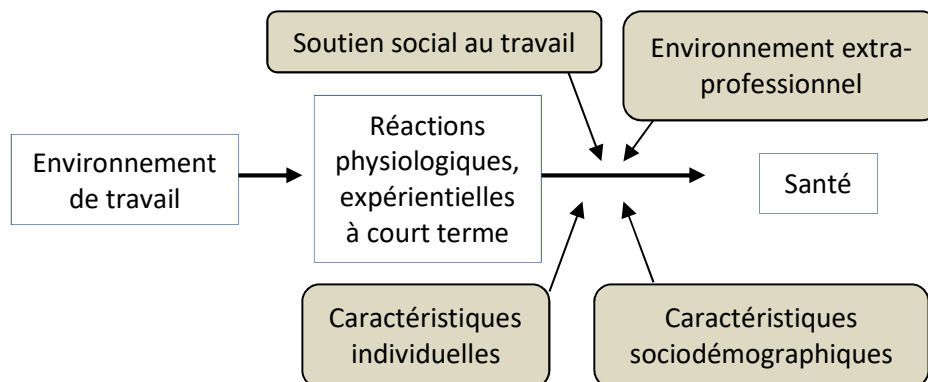 Soutien social au travail
Environnement extra-
professionnel
Environnement
de travail
Réactions
physiologiques,
expérientielles
à court terme
Santé
Caractéristiques
individuelles
Caractéristiques
sociodémographiques